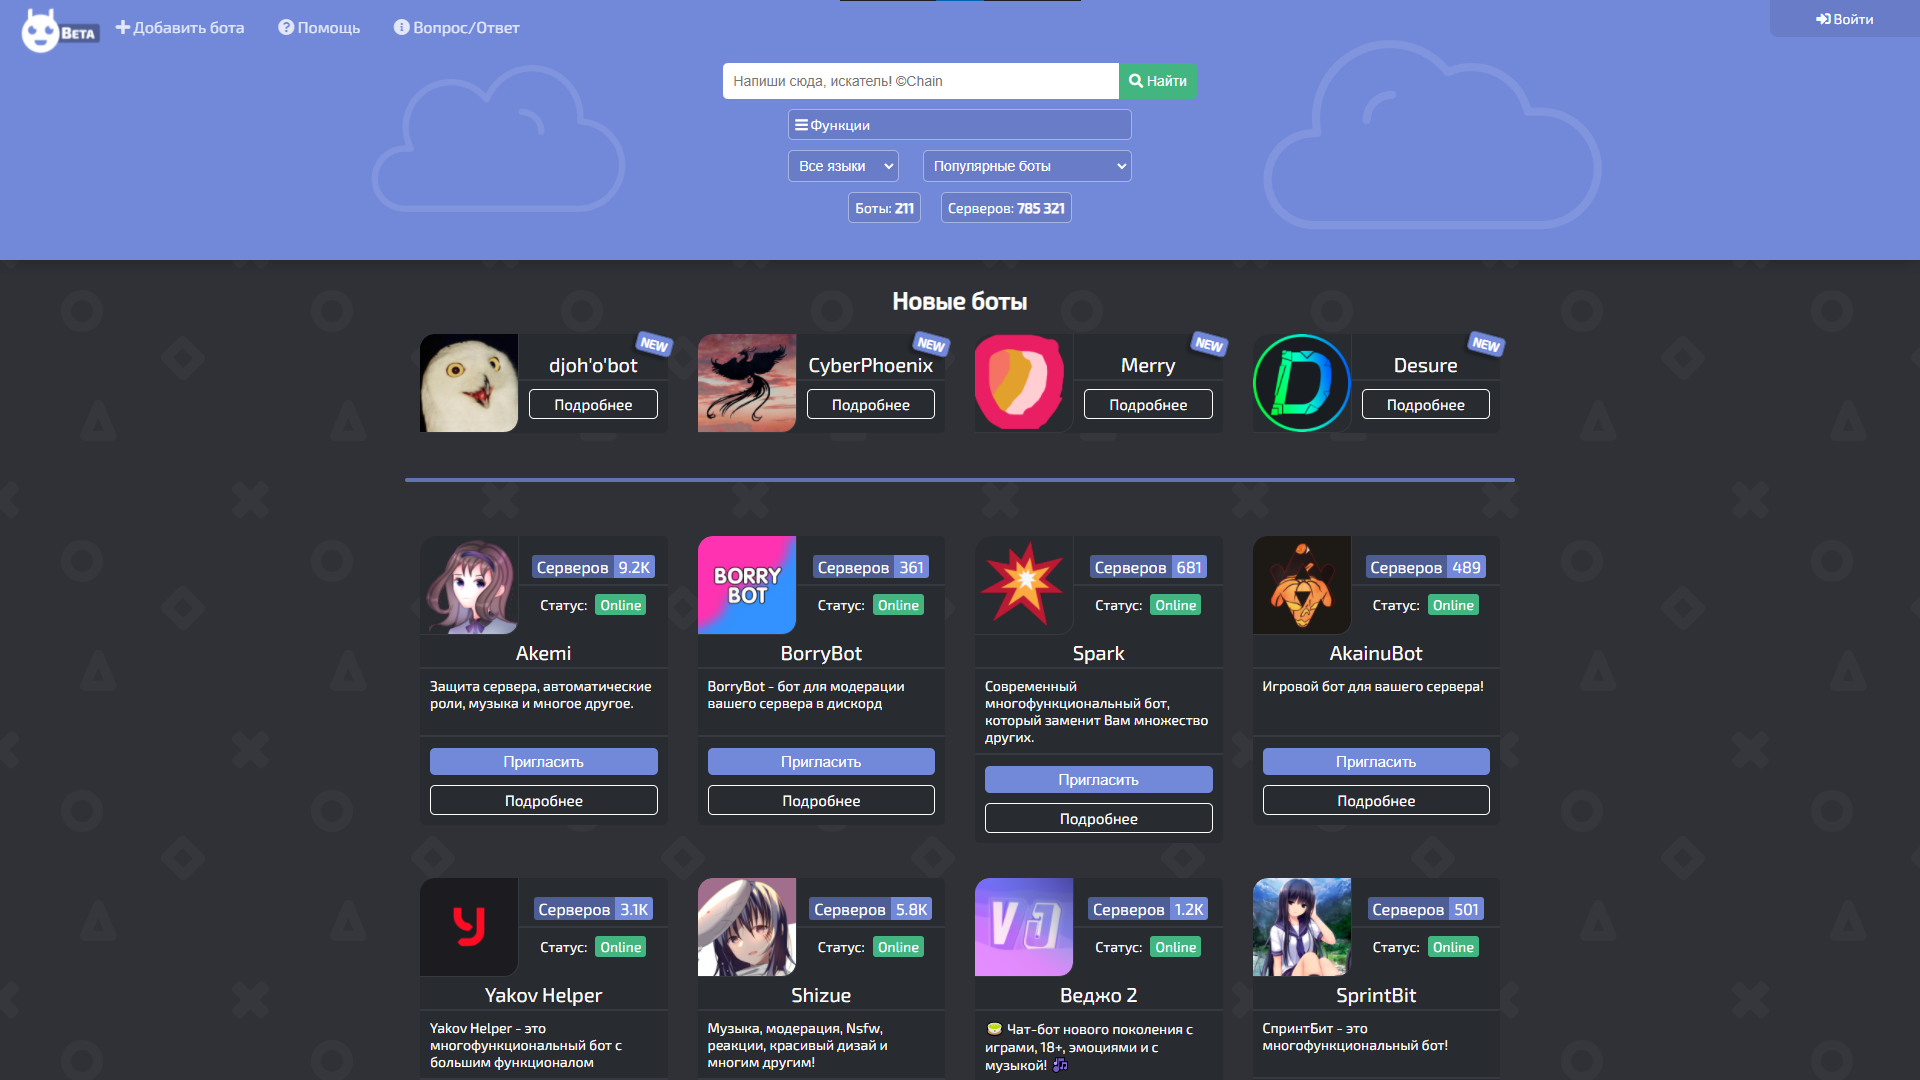 Beta
Добавить бота
Помощь
Вопрос/Ответ
Войти
Напиши сюда, искатель! ©Chain
Найти
Функции
Все языки
Популярные боты
Боты: 211
Серверов: 785 321
Новые боты
djoh'o'bot
NEW
Подробнее
CyberPhoenix
NEW
Подробнее
Merry
NEW
Подробнее
Desure
NEW
Подробнее
Серверов 9.2K
Статус: Online
Akemi
Защита сервера, автоматические
роли, музыка и многое другое.
Пригласить
Подробнее
BORRY
BOT
Серверов 361
Статус: Online
BorryBot
BorryBot - бот для модерации
вашего сервера в дискорд
Пригласить
Подробнее
Серверов 681
Статус: Online
Spark
Современный
многофункциональный бот,
который заменит Вам множество
других.
Пригласить
Подробнее
Серверов 489
Статус: Online
AkainuBot
Игровой бот для вашего сервера!
Пригласить
Подробнее
Серверов 3.1K
Статус: Online
Yakov Helper
Yakov Helper - это
многофункциональный бот с
большим функционалом
Серверов 5.8K
Статус: Online
Shizue
Музыка, модерация, Nsfw,
реакции, красивый дизай и
многим другим!
Серверов 1.2K
Статус: Online
Веджо 2
Чат-бот нового поколения с
играми, 18+, эмоциями и с
музыкой!
Серверов 501
Статус: Online
SprintBit
СпринтБит - это
многофункциональный бот!